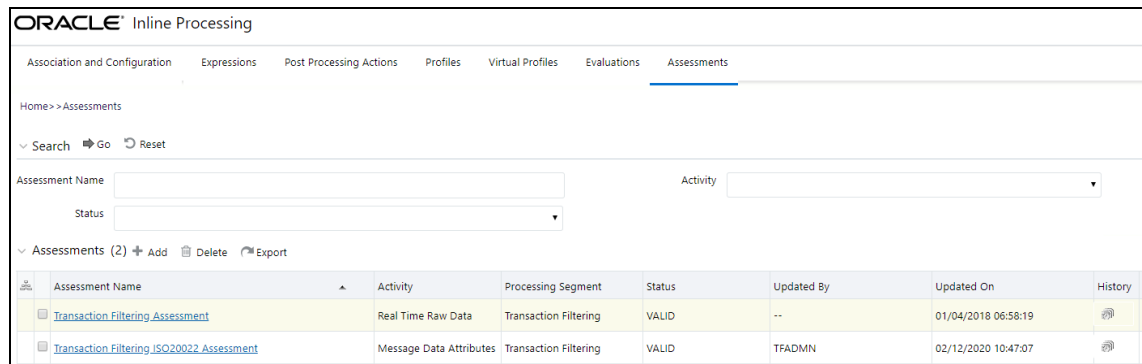 ORACLE® Inline Processing
Association and Configuration Expressions Post Processing Actions Profiles Virtual Profiles Evaluations Assessments
Home>>Assessments
Search Go Reset
Assessment Name Activity
Status
Assessments (2) Add Delete Export
Assessment Name Activity Processing Segment Status Updated By Updated On History
Transaction Filtering Assessment Real Time Raw Data Transaction Filtering VALID -- 01/04/2018 06:58:19
Transaction Filtering ISO20022 Assessment Message Data Attributes Transaction Filtering VALID TFADMN 02/12/2020 10:47:07